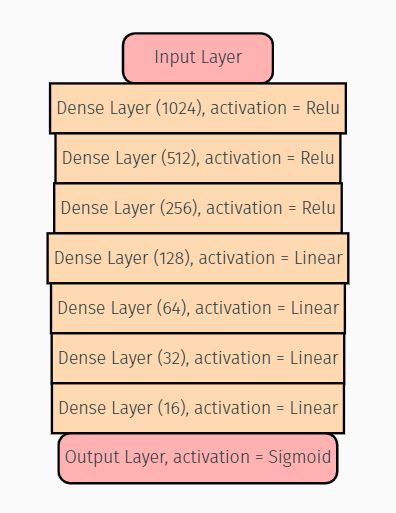 Input Layer
Dense Layer (1024), activation = Relu
Dense Layer (512), activation = Relu
Dense Layer (256), activation = Relu
Dense Layer (128), activation = Linear
Dense Layer (64), activation = Linear
Dense Layer (32), activation = Linear
Dense Layer (16), activation = Linear
Output Layer, activation = Sigmoid